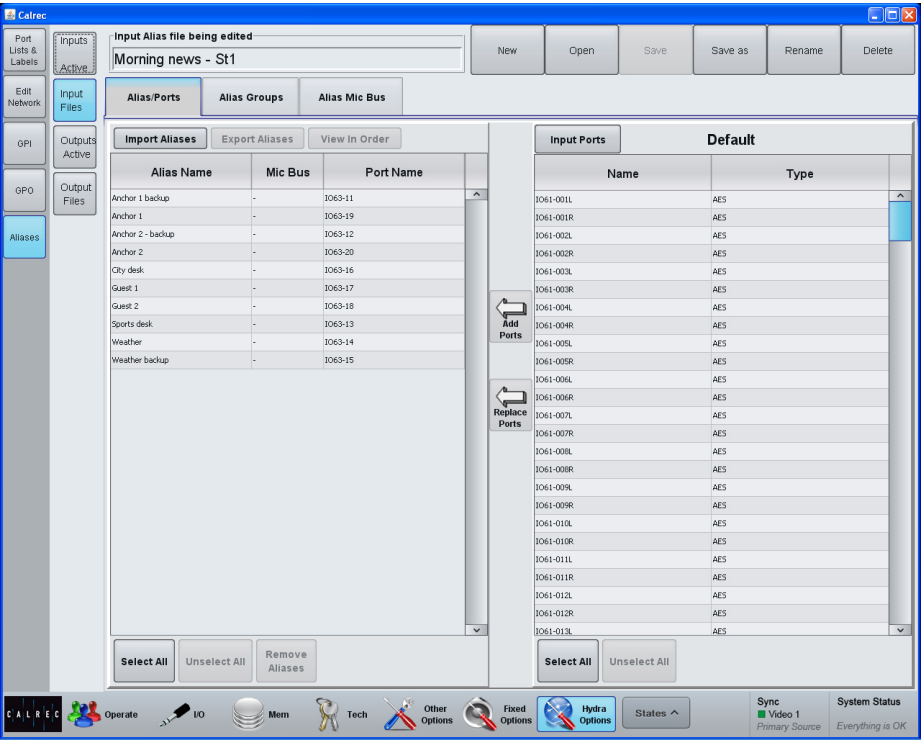 Calrec
Port
Lists &
Labels
Edit
Network
GPI
GPO
Aliases
Inputs
Active
Input
Files
Outputs
Active
Output
Files
Input Alias file being edited
Morning news - St1
New
Open
Save
Save as
Rename
Delete
Alias/Ports
Alias Groups
Alias Mic Bus
Import Aliases
Export Aliases
View In Order
Alias Name Mic Bus Port Name
Anchor 1 backup - IO63-11
Anchor 1 - IO63-19
Anchor 2 - backup - IO63-12
Anchor 2 - IO63-20
City desk - IO63-16
Guest 1 - IO63-17
Guest 2 - IO63-18
Sports desk - IO63-13
Weather - IO63-14
Weather backup - IO63-15
Select All
Unselect All
Remove
Aliases
Add
Ports
Replace
Ports
Input Ports
Default
Name Type
IO61-001L AES
IO61-001R AES
IO61-002L AES
IO61-002R AES
IO61-003L AES
IO61-003R AES
IO61-004L AES
IO61-004R AES
IO61-005L AES
IO61-005R AES
IO61-006L AES
IO61-006R AES
IO61-007L AES
IO61-007R AES
IO61-008L AES
IO61-008R AES
IO61-009L AES
IO61-009R AES
IO61-010L AES
IO61-010R AES
IO61-011L AES
IO61-011R AES
IO61-012L AES
IO61-012R AES
IO61-013L AES
Select All
Unselect All
CALREC
Operate
I/O
Mem
Tech
Other
Options
Fixed
Options
Hydra
Options
States
Sync
Video 1
Primary Source
System Status
Everything is OK